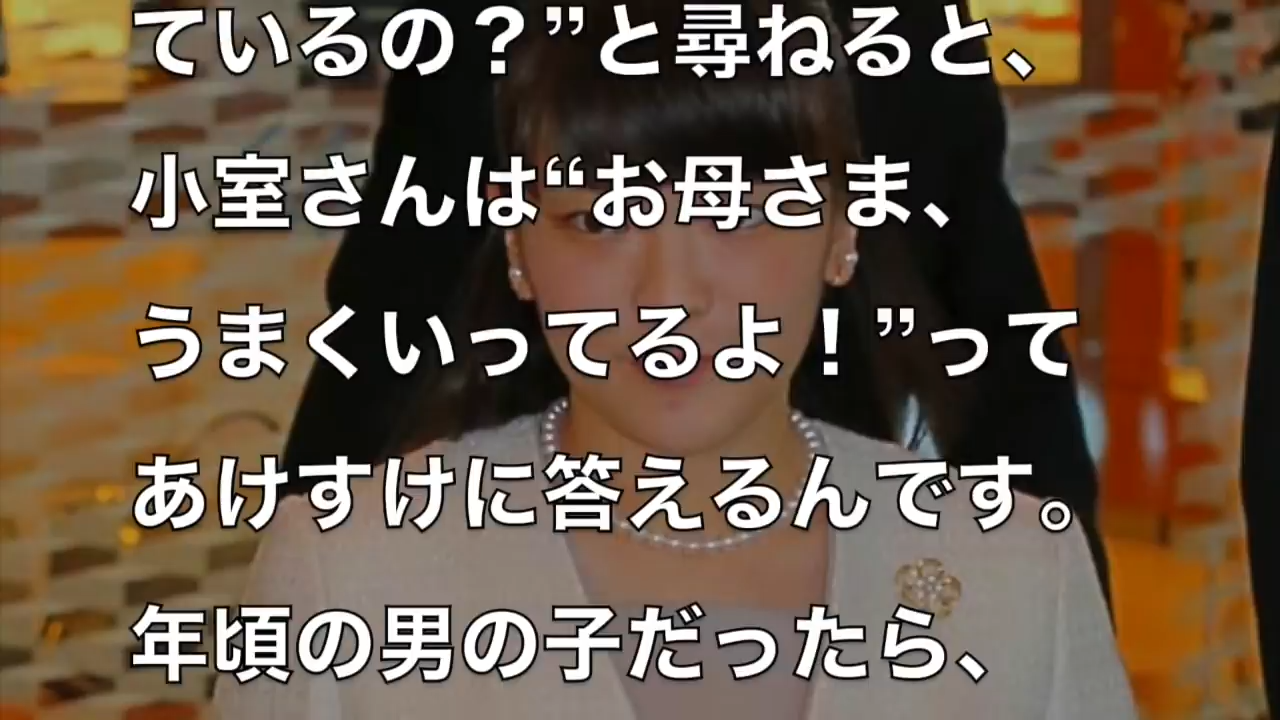 ているの？”と尋ねると、
小室さんは“お母さま、
うまくいってるよ！”って
あけすけに答えるんです。
年頃の男の子だったら、